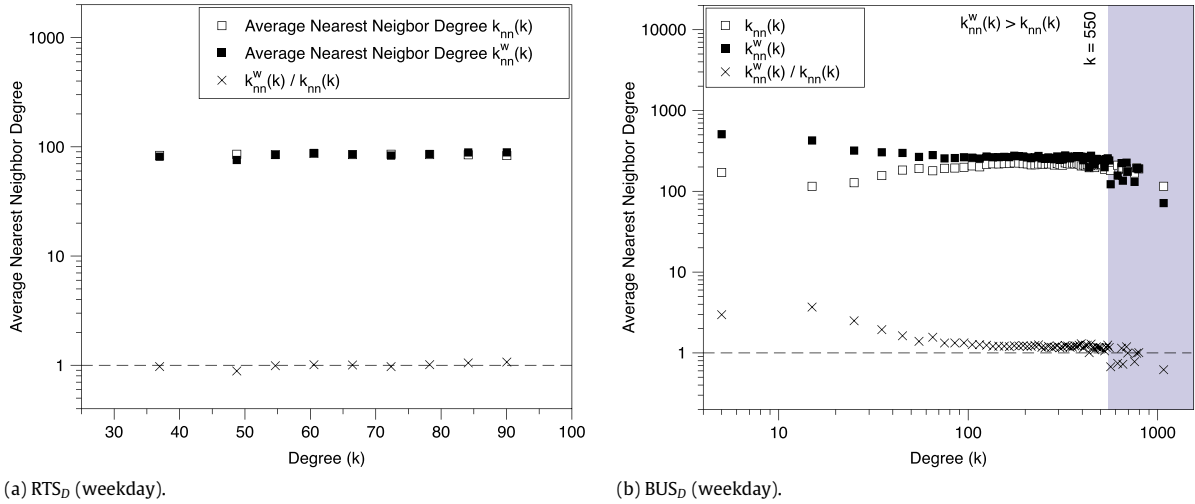 Average Nearest Neigbor Degree k_nn(k)
Average Nearest Neigbor Degree k^w_nn(k)
k^w_nn(k) / k_nn(k)
1000
100
10
1
30 40 50 60 70 80 90 100
Average Nearest Neighbor Degree
Degree (k)
(a) RTS_D (weekday).
k_nn(k)
k^w_nn(k)
k^w_nn(k) / k_nn(k)
k^w_nn(k) > k_nn(k)
k = 550
10000
1000
100
10
1
10 100 1000
Average Nearest Neighbor Degree
Degree (k)
(b) BUS_D (weekday).